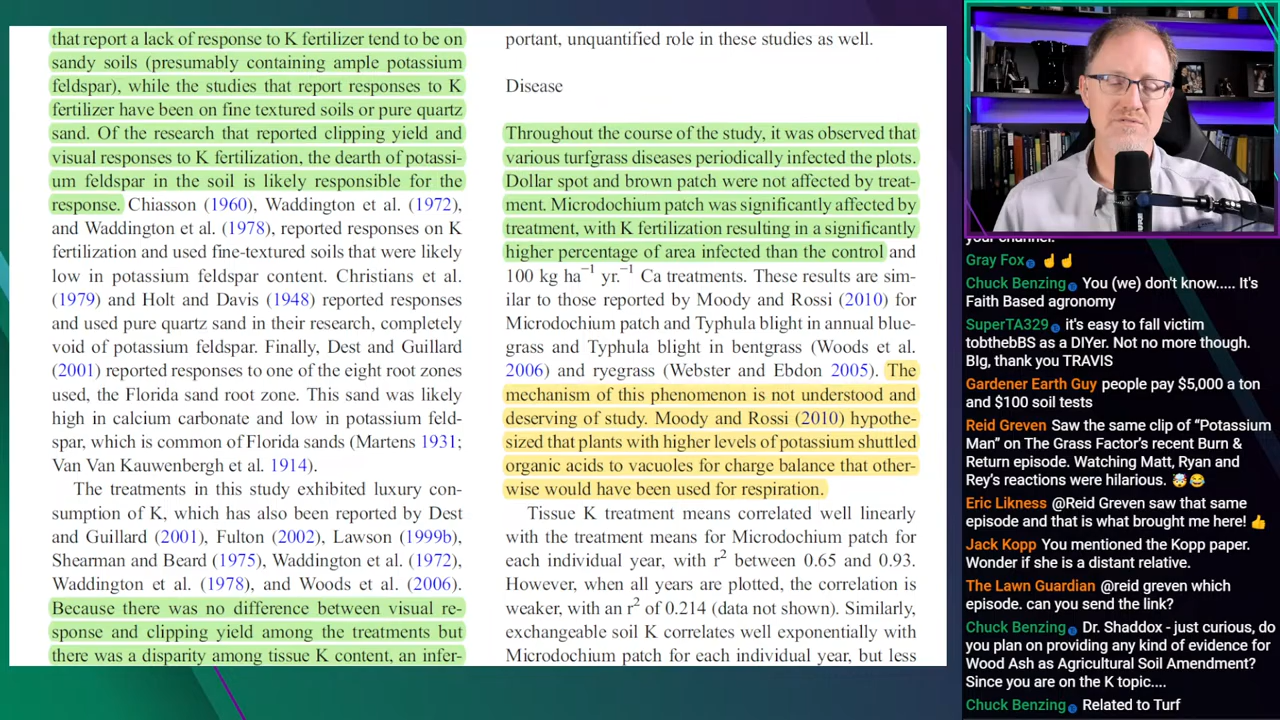 that report a lack of response to K fertilizer tend to be on
sandy soils (presumably containing ample potassium
feldspar), while the studies that report responses to K
fertilizer have been on fine textured soils or pure quartz
sand. Of the research that reported clipping yield and
visual responses to K fertilization, the dearth of potassi-
um feldspar in the soil is likely responsible for the
response. Chiasson (1960), Waddington et al. (1972),
and Waddington et al. (1978), reported responses on K
fertilization and used fine-textured soils that were likely
low in potassium feldspar content. Christians et al.
(1979) and Holt and Davis (1948) reported responses
and used pure quartz sand in their research, completely
void of potassium feldspar. Finally, Dest and Guillard
(2001) reported responses to one of the eight root zones
used, the Florida sand root zone. This sand was likely
high in calcium carbonate and low in potassium feld-
spar, which is common of Florida sands (Martens 1931;
Van Van Kauwenbergh et al. 1914).
The treatments in this study exhibited luxury con-
sumption of K, which has also been reported by Dest
and Guillard (2001), Fulton (2002), Lawson (1999b),
Shearman and Beard (1975), Waddington et al. (1972),
Waddington et al. (1978), and Woods et al. (2006).
Because there was no difference between visual re-
sponse and clipping yield among the treatments but
there was a disparity among tissue K content, an infer-
portant, unquantified role in these studies as well.
Disease
Throughout the course of the study, it was observed that
various turfgrass diseases periodically infected the plots.
Dollar spot and brown patch were not affected by treat-
ment. Microdochium patch was significantly affected by
treatment, with K fertilization resulting in a significantly
higher percentage of area infected than the control and
100 kg ha⁻¹ yr.⁻¹ Ca treatments. These results are sim-
ilar to those reported by Moody and Rossi (2010) for
Microdochium patch and Typhula blight in annual blue-
grass and Typhula blight in bentgrass (Woods et al.
2006) and ryegrass (Webster and Ebdon 2005). The
mechanism of this phenomenon is not understood and
deserving of study. Moody and Rossi (2010) hypothe-
sized that plants with higher levels of potassium shuttled
organic acids to vacuoles for charge balance that other-
wise would have been used for respiration.
Tissue K treatment means correlated well linearly
with the treatment means for Microdochium patch for
each individual year, with r² between 0.65 and 0.93.
However, when all years are plotted, the correlation is
weaker, with an r² of 0.214 (data not shown). Similarly,
exchangeable soil K correlates well exponentially with
Microdochium patch for each individual year, but less
your channel.
Gray Fox ☝☝
Chuck Benzing You (we) don't know..... It's
Faith Based agronomy
SuperTA329 it's easy to fall victim
tobthebBS as a DIYer. Not no more though.
BIg, thank you TRAVIS
Gardener Earth Guy people pay $5,000 a ton
and $100 soil tests
Reid Greven Saw the same clip of “Potassium
Man” on The Grass Factor’s recent Burn &
Return episode. Watching Matt, Ryan and
Rey’s reactions were hilarious. 🤯😂
Eric Likness @Reid Greven saw that same
episode and that is what brought me here! 👍
Jack Kopp You mentioned the Kopp paper.
Wonder if she is a distant relative.
The Lawn Guardian @reid greven which
episode. can you send the link?
Chuck Benzing Dr. Shaddox - just curious, do
you plan on providing any kind of evidence for
Wood Ash as Agricultural Soil Amendment?
Since you are on the K topic....
Chuck Benzing Related to Turf